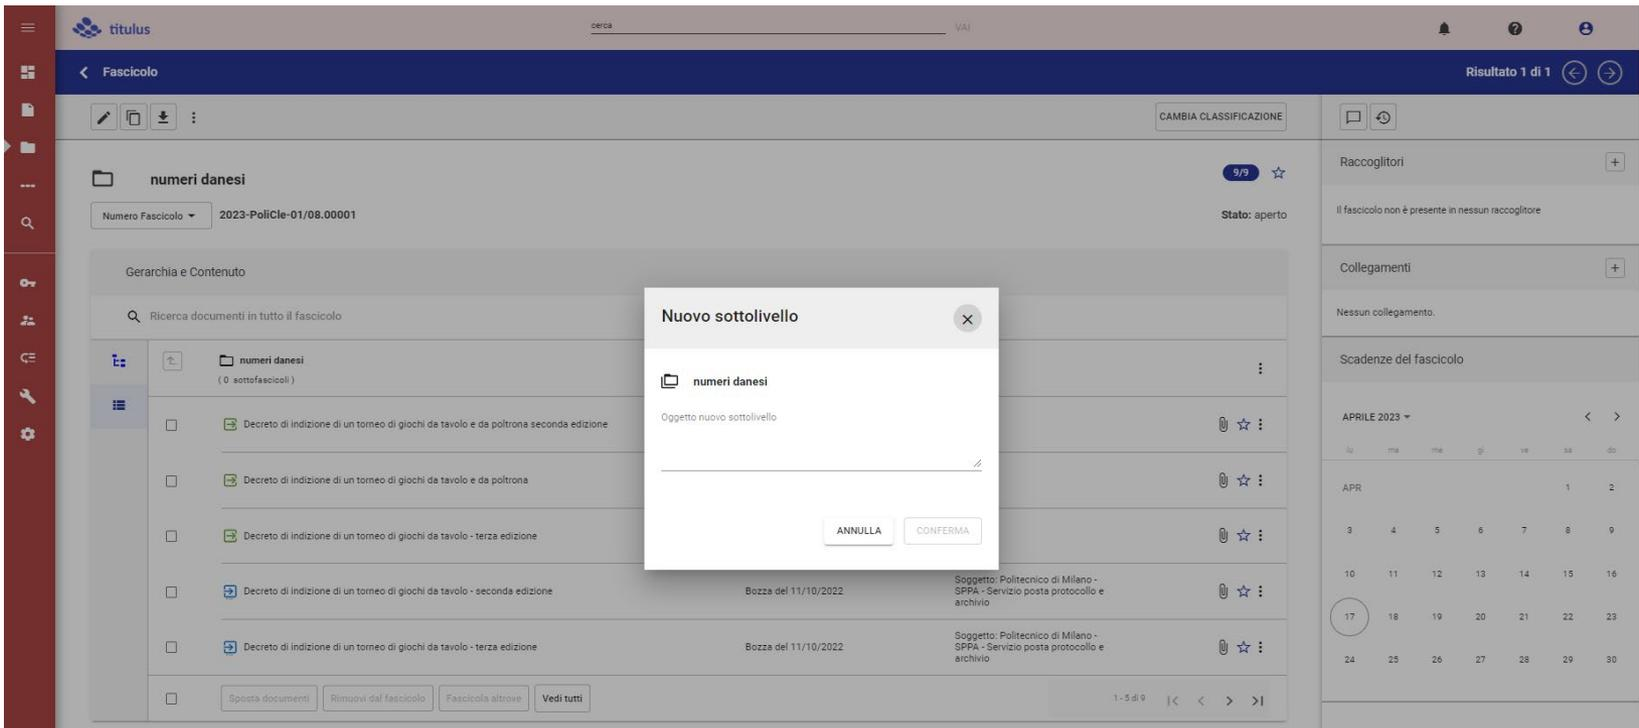 titulus
cerca
VAI
Fascicolo
Risultato 1 di 1
CAMBIA CLASSIFICAZIONE
numeri danesi
9/9
Numero Fascicolo
2023-PoliCle-01/08.00001
Stato: aperto
Gerarchia e Contenuto
Ricerca documenti in tutto il fascicolo
numeri danesi
( 0 sottofascicoli )
Decreto di indizione di un torneo di giochi da tavolo e da poltrona seconda edizione
Decreto di indizione di un torneo di giochi da tavolo e da poltrona
Decreto di indizione di un torneo di giochi da tavolo - terza edizione
Decreto di indizione di un torneo di giochi da tavolo - seconda edizione
Bozza del 11/10/2022
Soggetto: Politecnico di Milano -
SPPA - Servizio posta protocollo e
archivio
Decreto di indizione di un torneo di giochi da tavolo - terza edizione
Bozza del 11/10/2022
Soggetto: Politecnico di Milano -
SPPA - Servizio posta protocollo e
archivio
Sposta documenti
Rimuovi dal fascicolo
Fascicola altrove
Vedi tutti
1 - 5 di 9
Nuovo sottolivello
numeri danesi
Oggetto nuovo sottolivello
ANNULLA
CONFERMA
Raccoglitori
Il fascicolo non è presente in nessun raccoglitore
Collegamenti
Nessun collegamento.
Scadenze del fascicolo
APRILE 2023
lu ma me gi ve sa do
APR 1 2
3 4 5 6 7 8 9
10 11 12 13 14 15 16
17 18 19 20 21 22 23
24 25 26 27 28 29 30